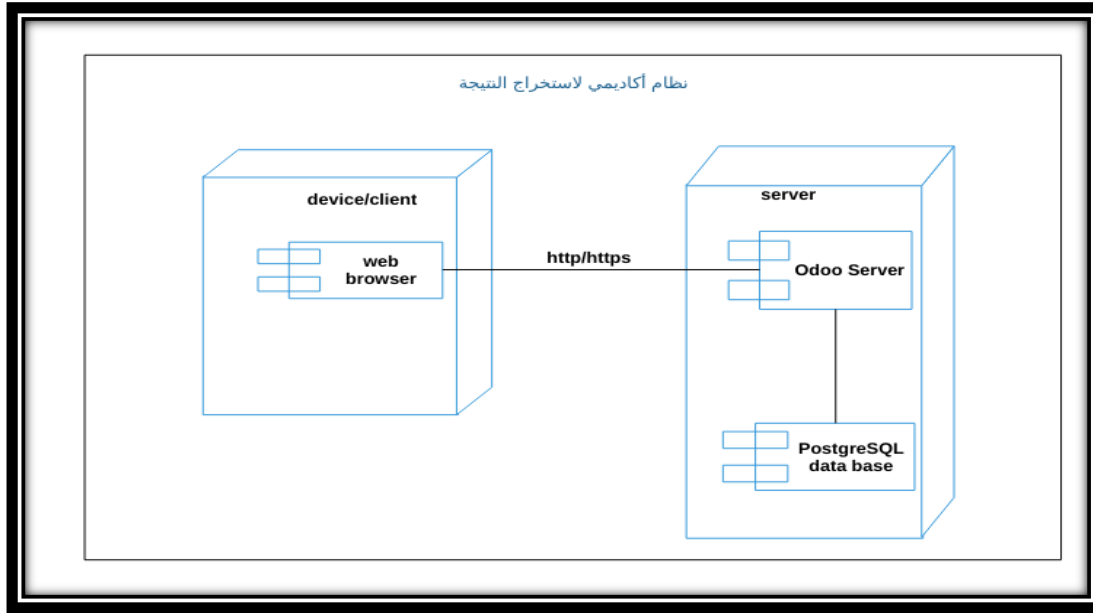 نظام أكاديمي لاستخراج النتيجة
device/client
web
browser
http/https
server
Odoo Server
PostgreSQL
data base